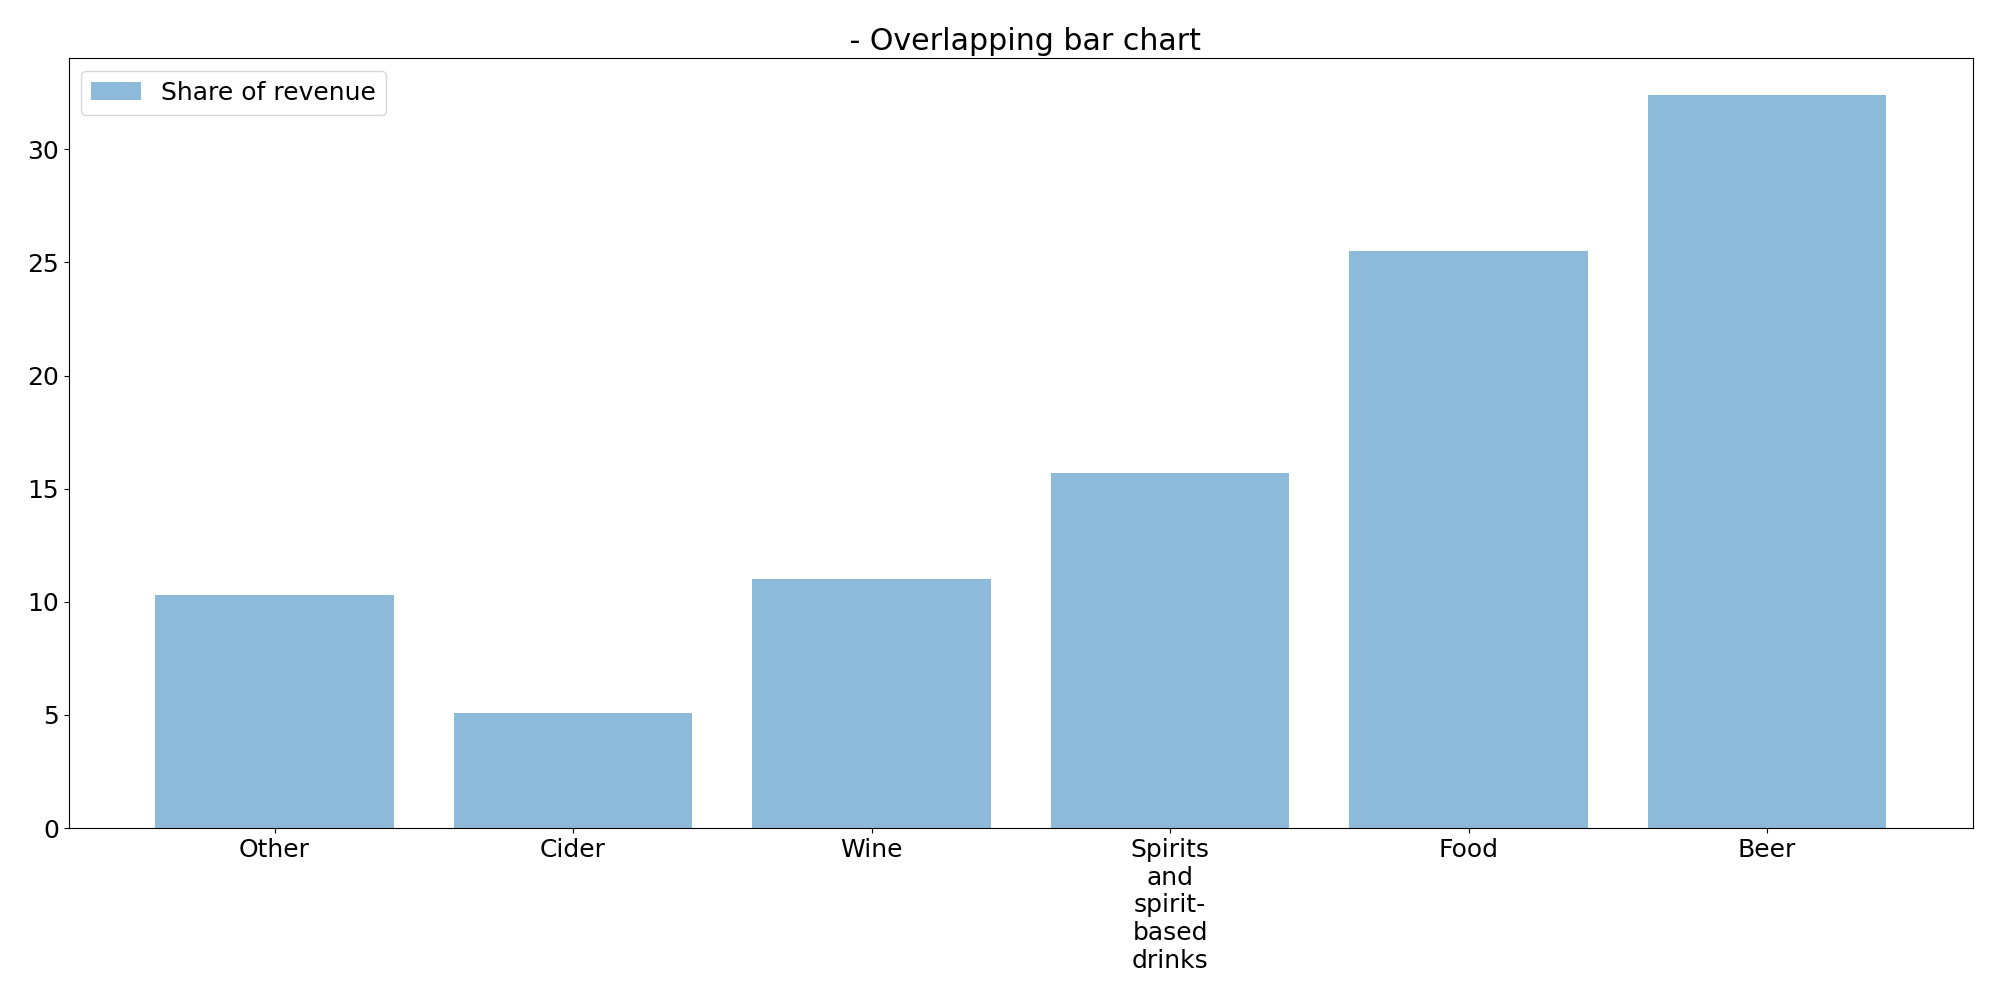 - Overlapping bar chart
Share of revenue
30
25
20
15
10
5
0
Other
Cider
Wine
Spirits
and
spirit-
based
drinks
Food
Beer